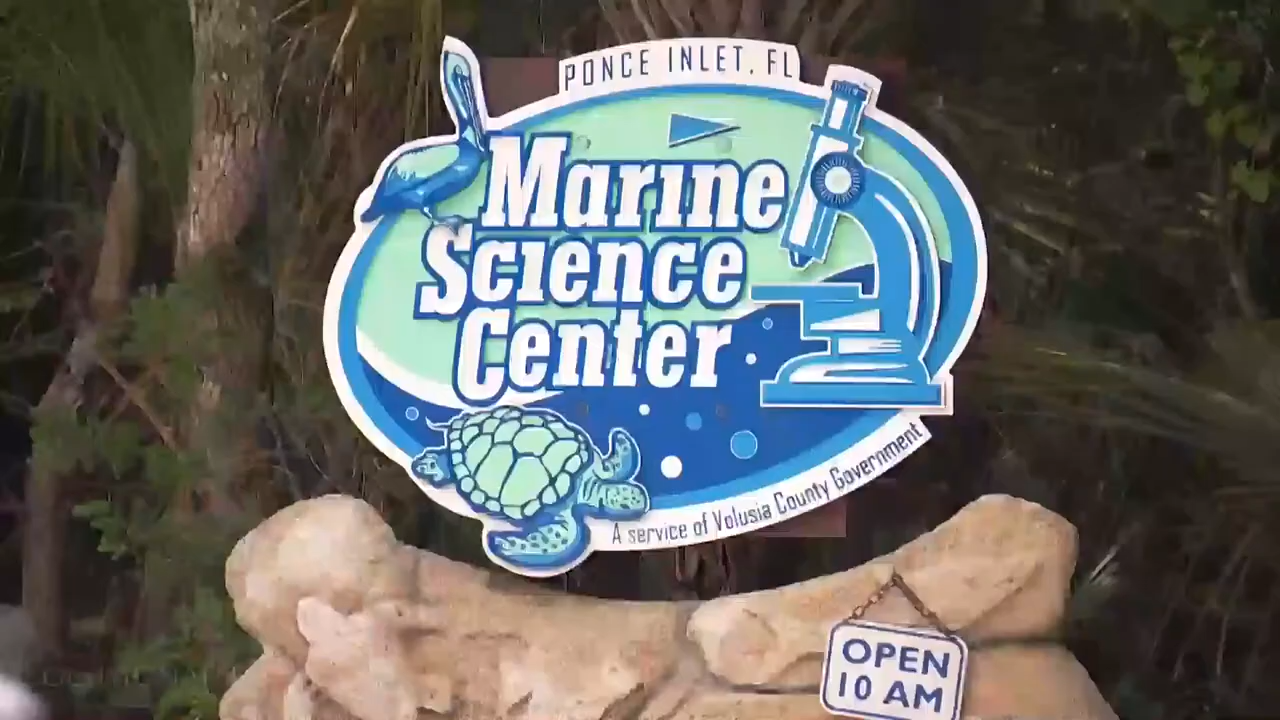 PONCE INLET, FL
Marine
Science
Center
A service of Volusia County Government
OPEN
10 AM